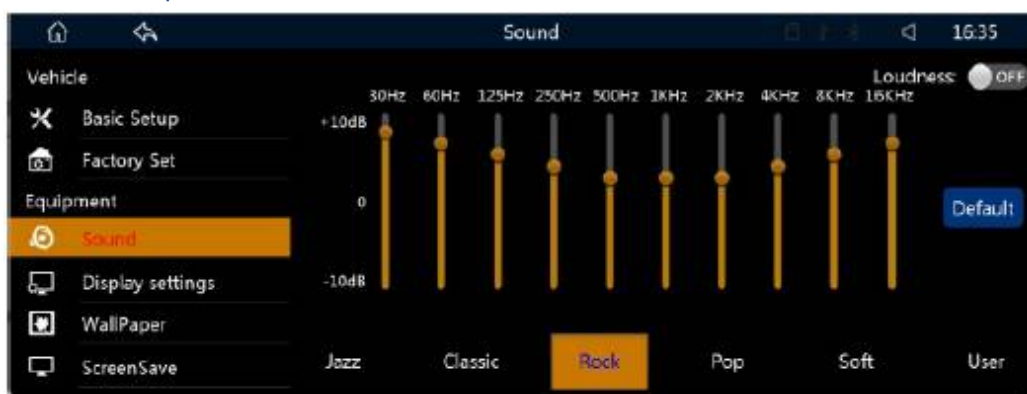 Sound
16:35
Vehicle
Loudness: OFF
30Hz 60Hz 125Hz 250Hz 500Hz 1KHz 2KHz 4KHz 8KHz 16KHz
Basic Setup
+10dB
Factory Set
Equipment
0
Default
Sound
Display settings
-10dB
WallPaper
ScreenSave
Jazz Classic Rock Pop Soft User